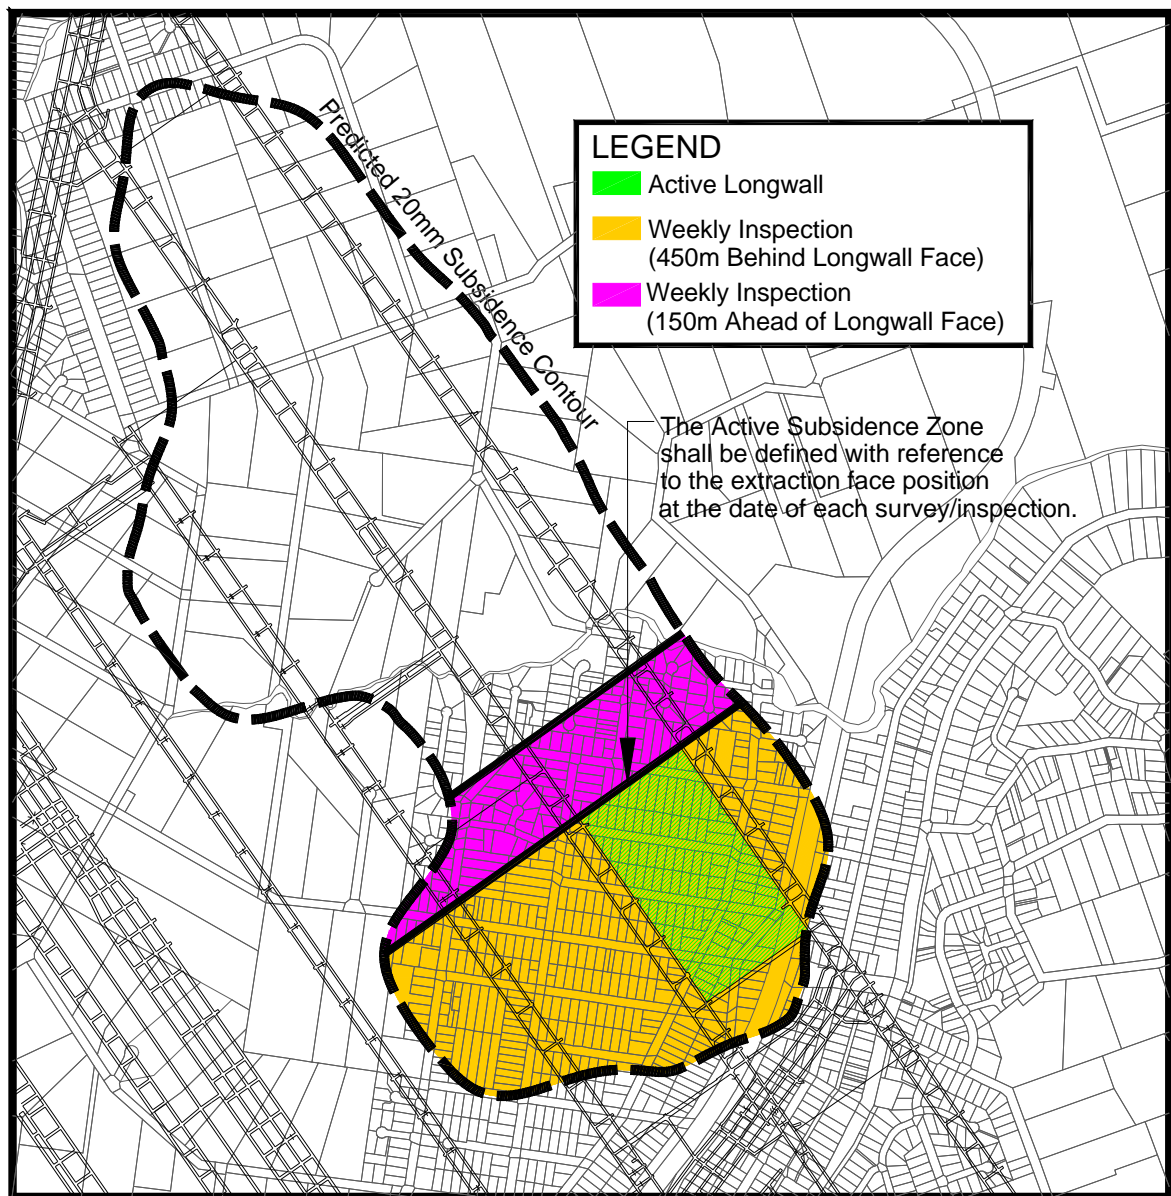 Predicted 20mm Subsidence Contour
LEGEND
Active Longwall
Weekly Inspection
(450m Behind Longwall Face)
Weekly Inspection
(150m Ahead of Longwall Face)
The Active Subsidence Zone
shall be defined with reference
to the extraction face position
at the date of each survey/inspection.